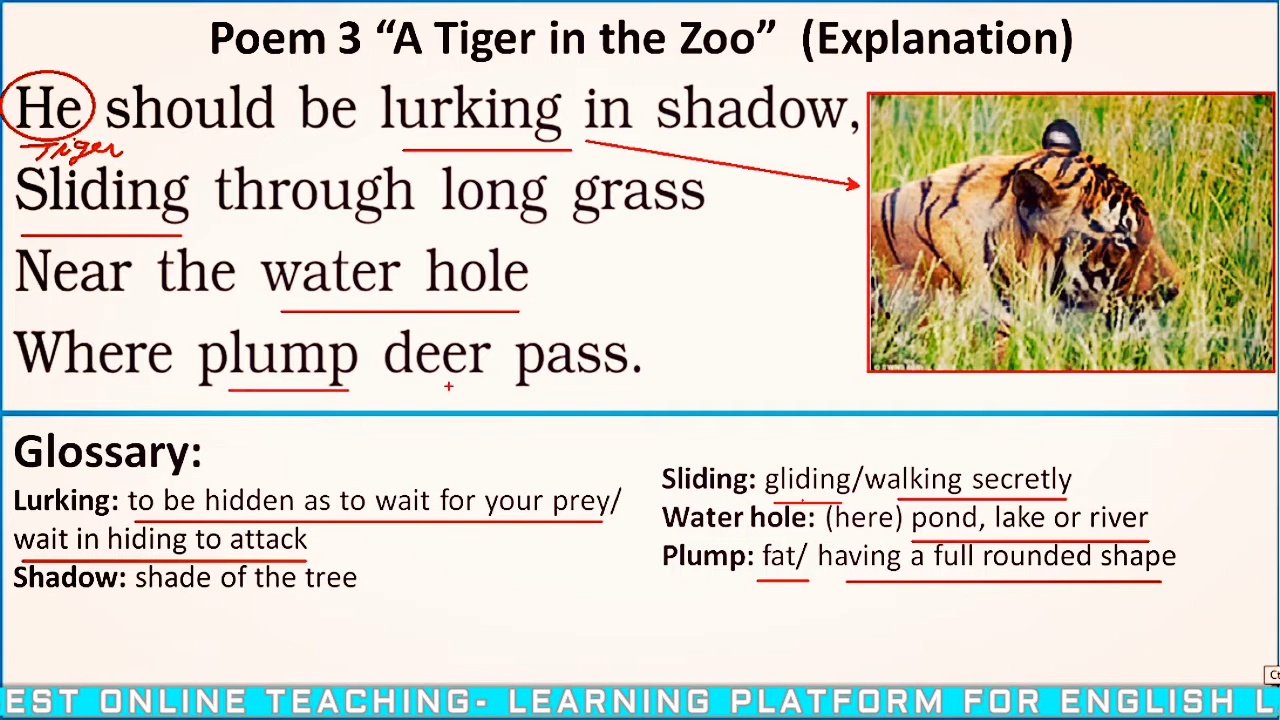 Poem 3 “A Tiger in the Zoo” (Explanation)
He should be lurking in shadow,
Tiger
Sliding through long grass
Near the water hole
Where plump deer pass.
Glossary:
Lurking: to be hidden as to wait for your prey/
wait in hiding to attack
Shadow: shade of the tree
Sliding: gliding/walking secretly
Water hole: (here) pond, lake or river
Plump: fat/ having a full rounded shape
EST ONLINE TEACHING- LEARNING PLATFORM FOR ENGLISH L